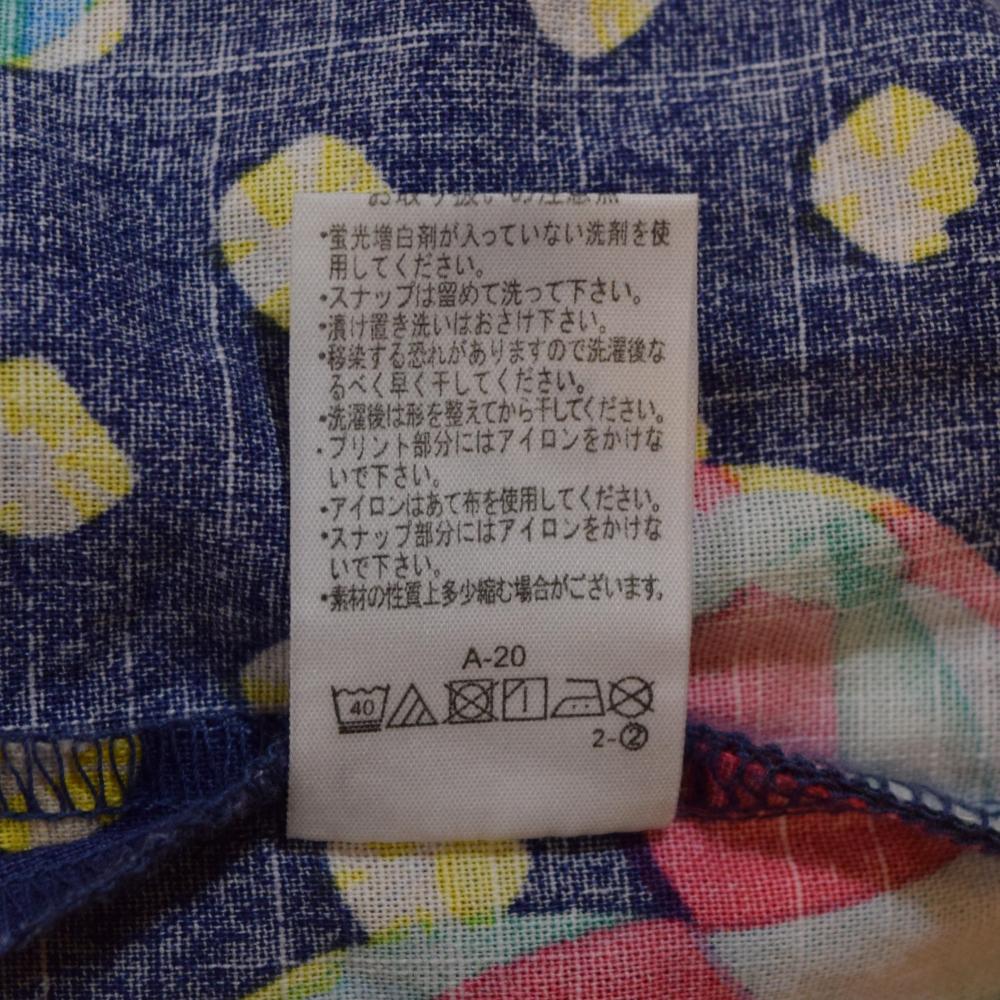 お取り扱いの注意点
•蛍光増白剤が入っていない洗剤を使
用してください。
•スナップは留めて洗って下さい。
•漬け置き洗いはおさけ下さい。
•移染する恐れがありますので洗濯後な
るべく早く干してください。
•洗濯後は形を整えてから干してください。
•プリント部分にはアイロンをかけな
いで下さい。
•アイロンはあて布を使用してください。
•スナップ部分にはアイロンをかけな
いで下さい。
•素材の性質上多少縮む場合がございます。
A-20
40
2-②